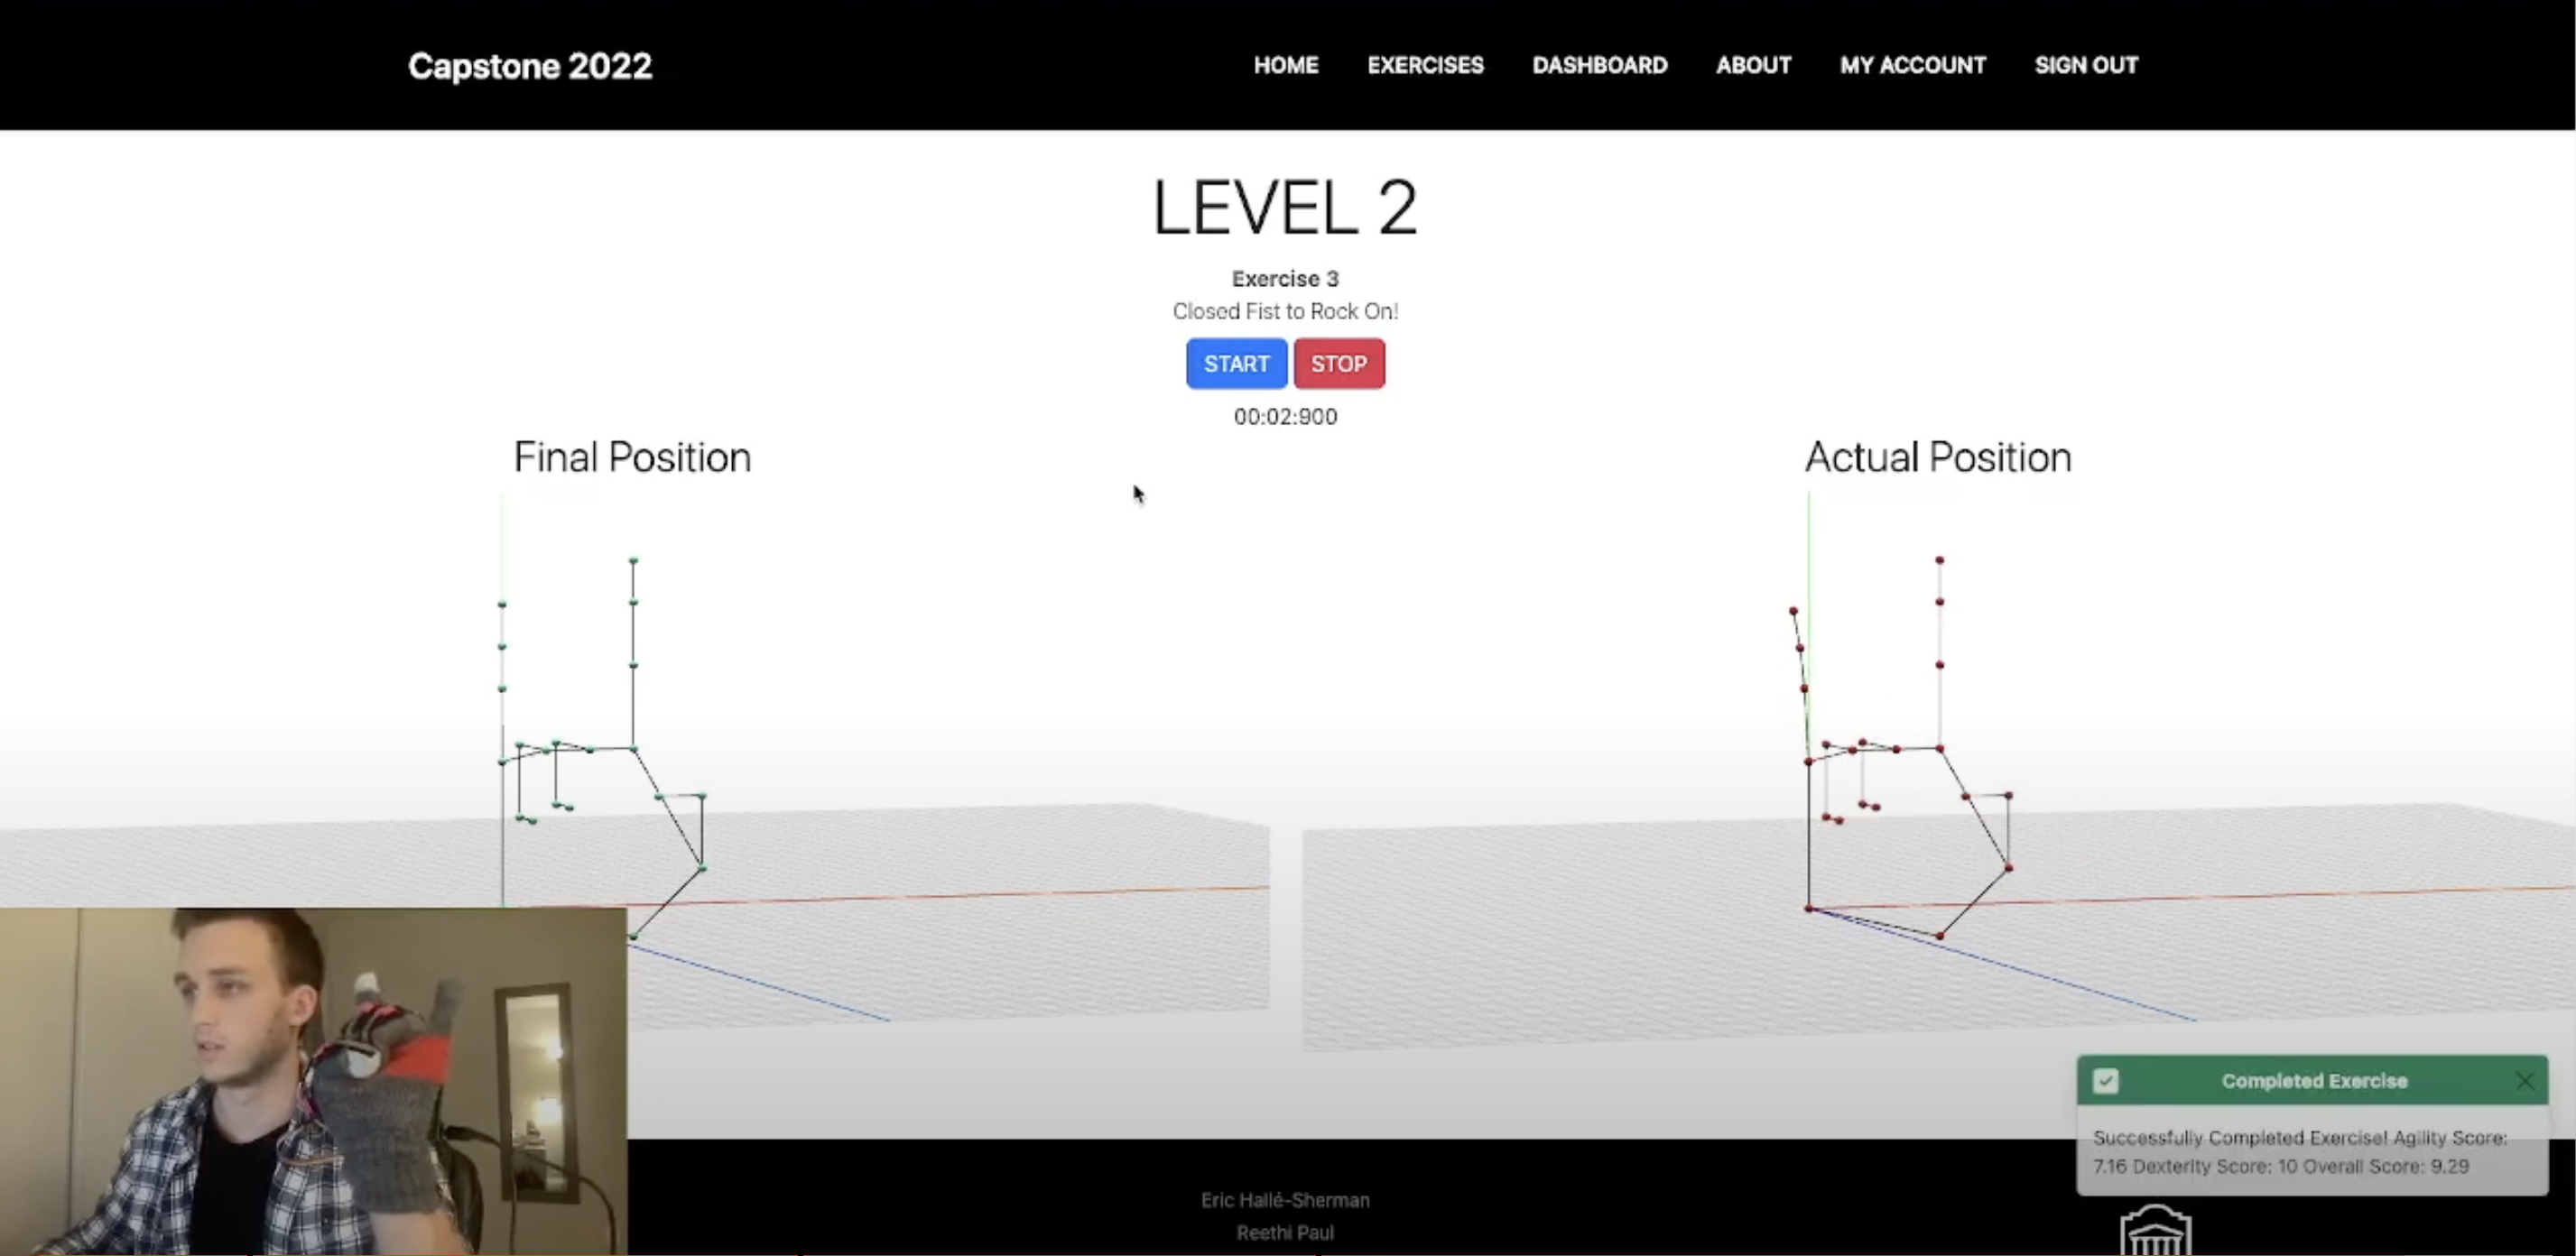 Capstone 2022
HOME EXERCISES DASHBOARD ABOUT MY ACCOUNT SIGN OUT
LEVEL 2
Exercise 3
Closed Fist to Rock On!
START STOP
00:02:900
Final Position
Actual Position
Completed Exercise
Successfully Completed Exercise! Agility Score:
7.16 Dexterity Score: 10 Overall Score: 9.29
Eric Hallé-Sherman
Reethi Paul